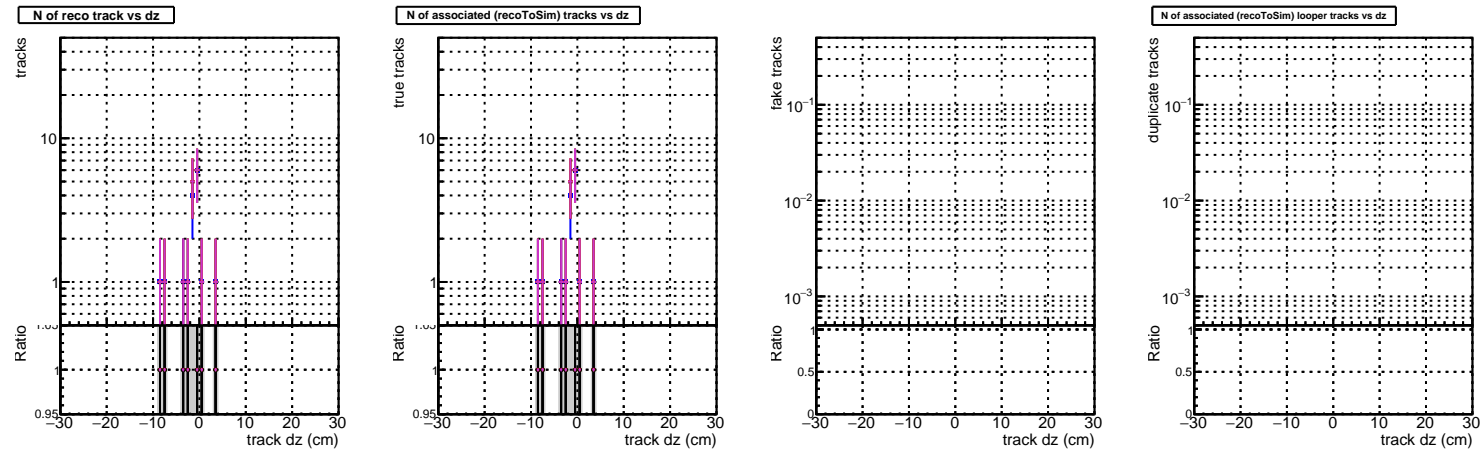 N of reco track vs dz
tracks
10
1
Ratio
1
0.95
−30 −20 −10 0 10 20 30
track dz (cm)
N of associated (recoToSim) tracks vs dz
true tracks
10
1
Ratio
1
0.95
−30 −20 −10 0 10 20 30
track dz (cm)
fake tracks
10−1
10−2
10−3
Ratio
1
0.5
0
−30 −20 −10 0 10 20 30
track dz (cm)
N of associated (recoToSim) looper tracks vs dz
duplicate tracks
10−1
10−2
10−3
Ratio
1
0.5
0
−30 −20 −10 0 10 20 30
track dz (cm)